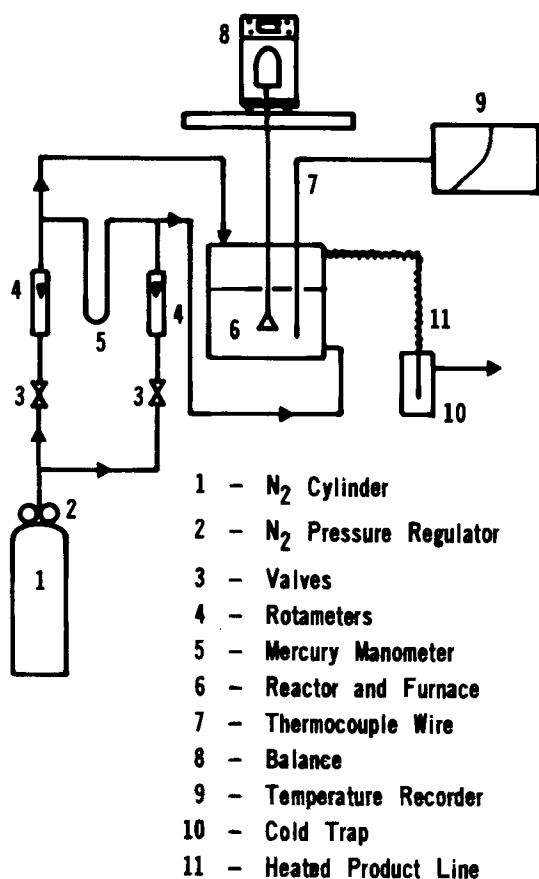 8
9
7
4
4
5
6
11
3
3
10
2
1
1 – N2 Cylinder
2 – N2 Pressure Regulator
3 – Valves
4 – Rotameters
5 – Mercury Manometer
6 – Reactor and Furnace
7 – Thermocouple Wire
8 – Balance
9 – Temperature Recorder
10 – Cold Trap
11 – Heated Product Line